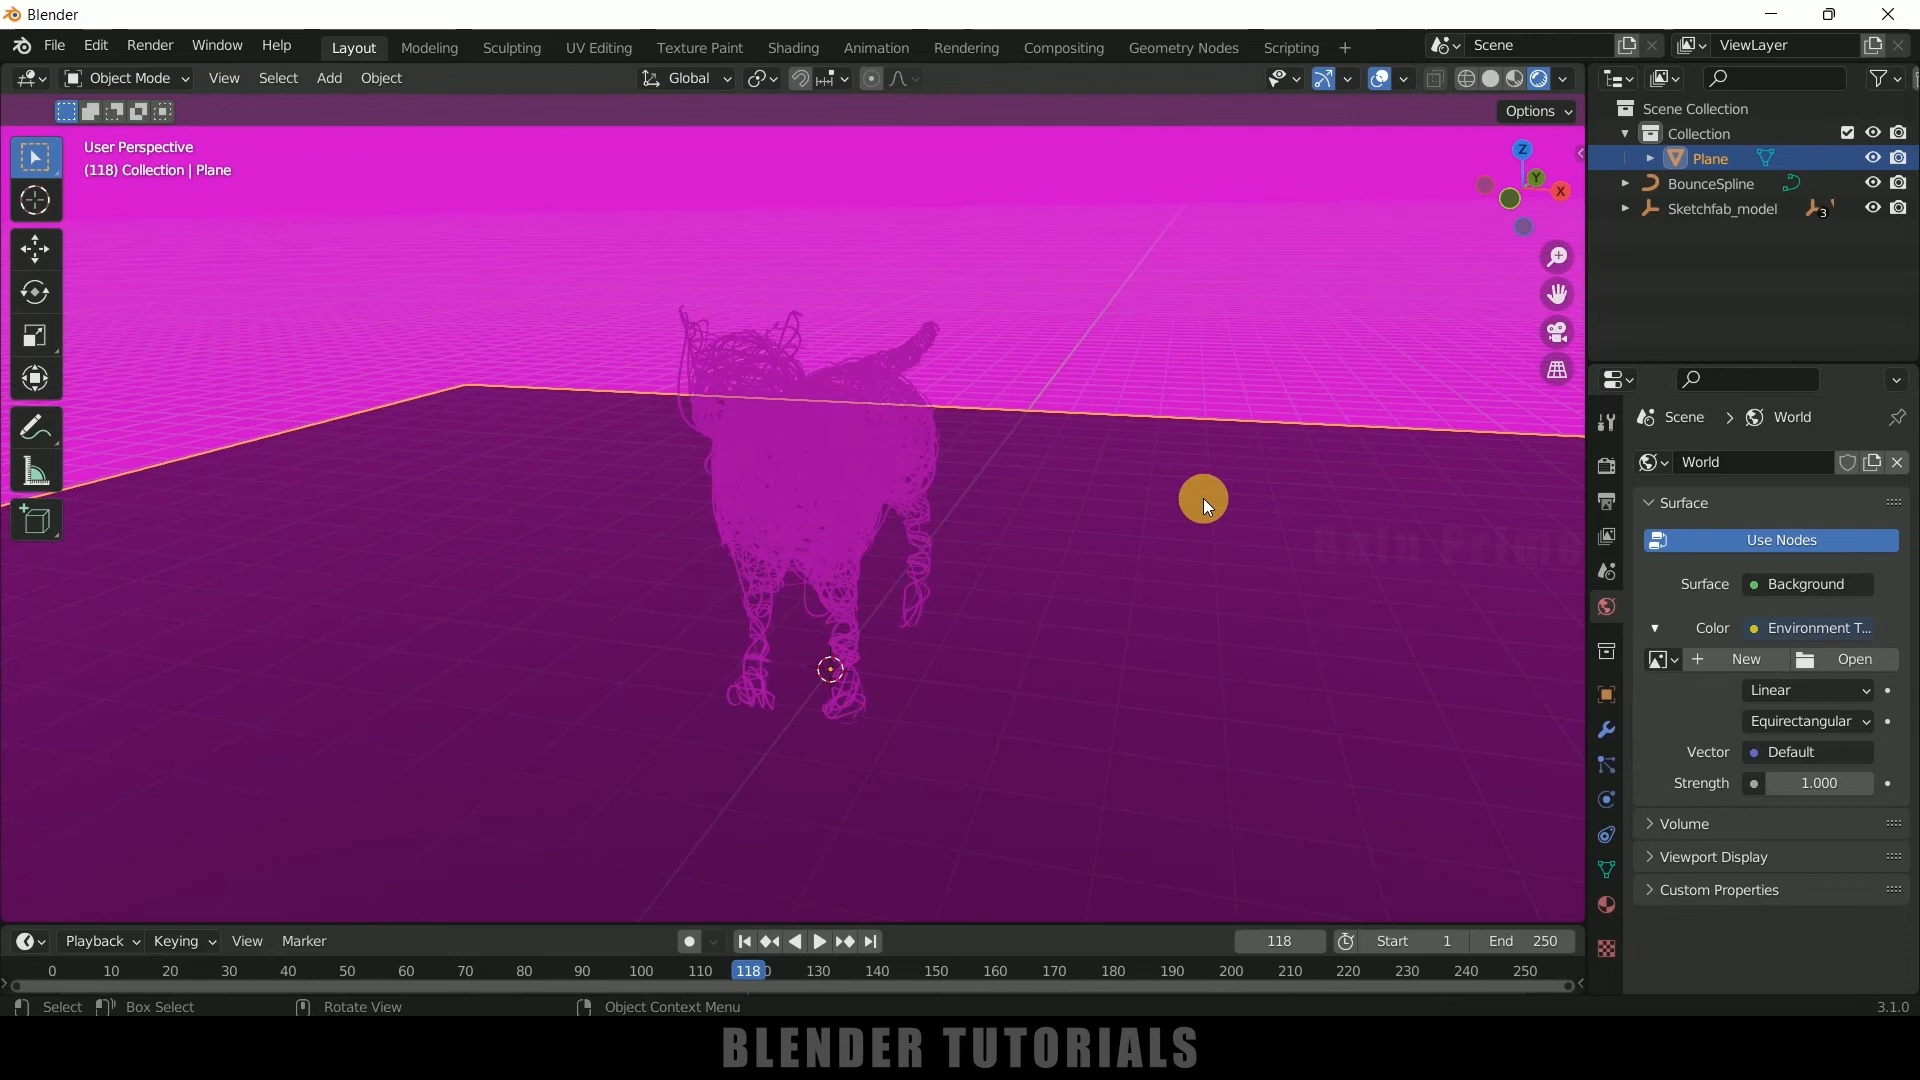 Blender
File Edit Render Window Help Layout Modeling Sculpting UV Editing Texture Paint Shading Animation Rendering Compositing Geometry Nodes Scripting + Scene ViewLayer
Object Mode View Select Add Object Global
Options
User Perspective
(118) Collection | Plane
Z
Y
X
Scene Collection
Collection
Plane
BounceSpline
Sketchfab_model 3
Scene > World
World
Surface
Use Nodes
Surface Background
Color Environment T...
+ New Open
Linear
Equirectangular
Vector Default
Strength 1.000
Volume
Viewport Display
Custom Properties
Playback Keying View Marker 118 Start 1 End 250
0 10 20 30 40 50 60 70 80 90 100 110 118 130 140 150 160 170 180 190 200 210 220 230 240 250
Select Box Select Rotate View Object Context Menu 3.1.0
BLENDER TUTORIALS